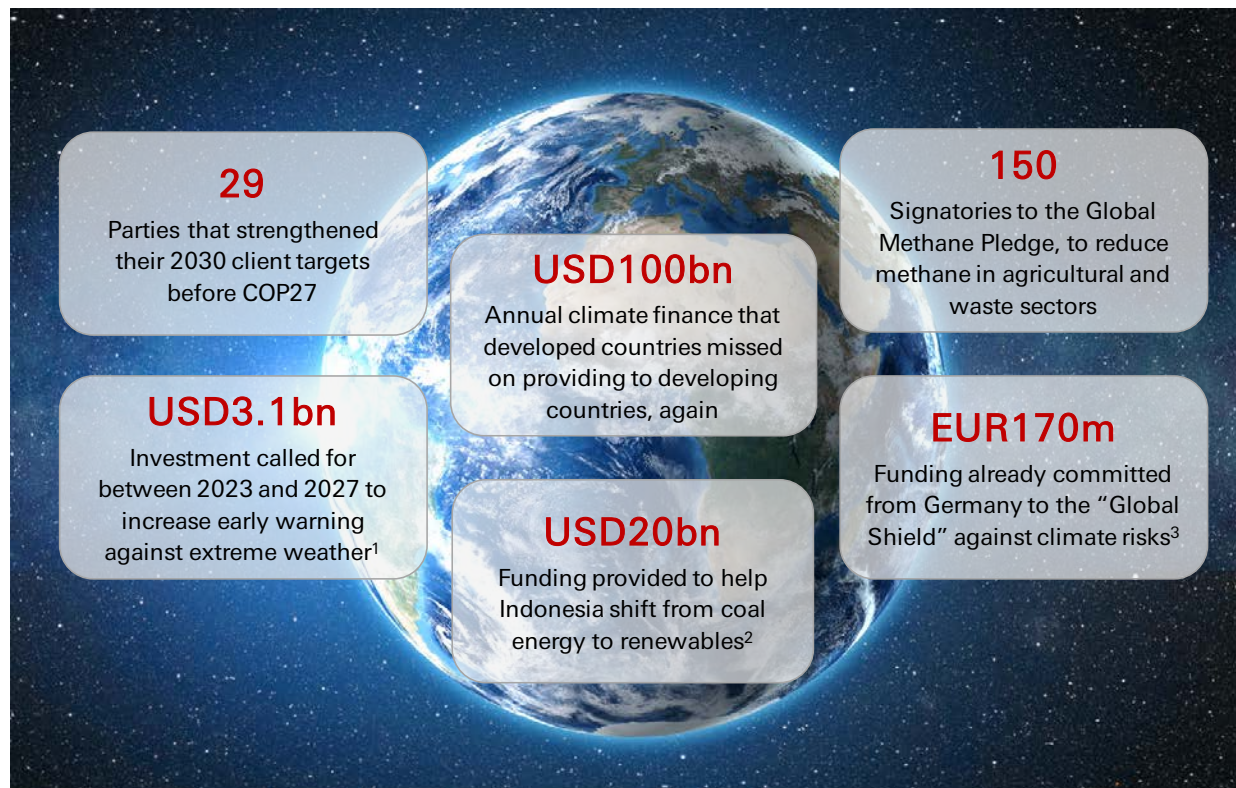 29
Parties that strengthened
their 2030 client targets
before COP27
USD3.1bn
Investment called for
between 2023 and 2027 to
increase early warning
against extreme weather¹
USD100bn
Annual climate finance that
developed countries missed
on providing to developing
countries, again
USD20bn
Funding provided to help
Indonesia shift from coal
energy to renewables²
150
Signatories to the Global
Methane Pledge, to reduce
methane in agricultural and
waste sectors
EUR170m
Funding already committed
from Germany to the “Global
Shield” against climate risks³